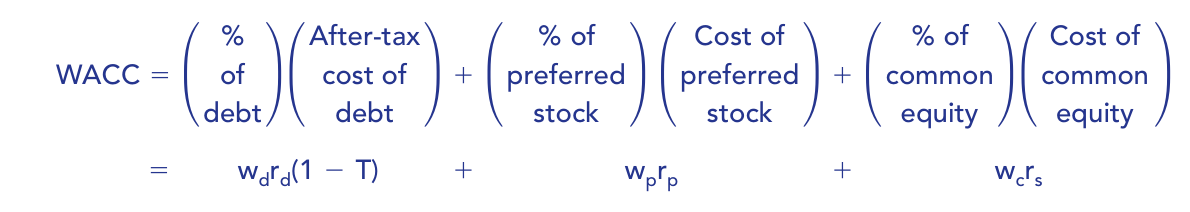 WACC = (% of debt)(After-tax cost of debt) + (% of preferred stock)(Cost of preferred stock) + (% of common equity)(Cost of common equity)
= w_d r_d(1 − T) + w_p r_p + w_c r_s